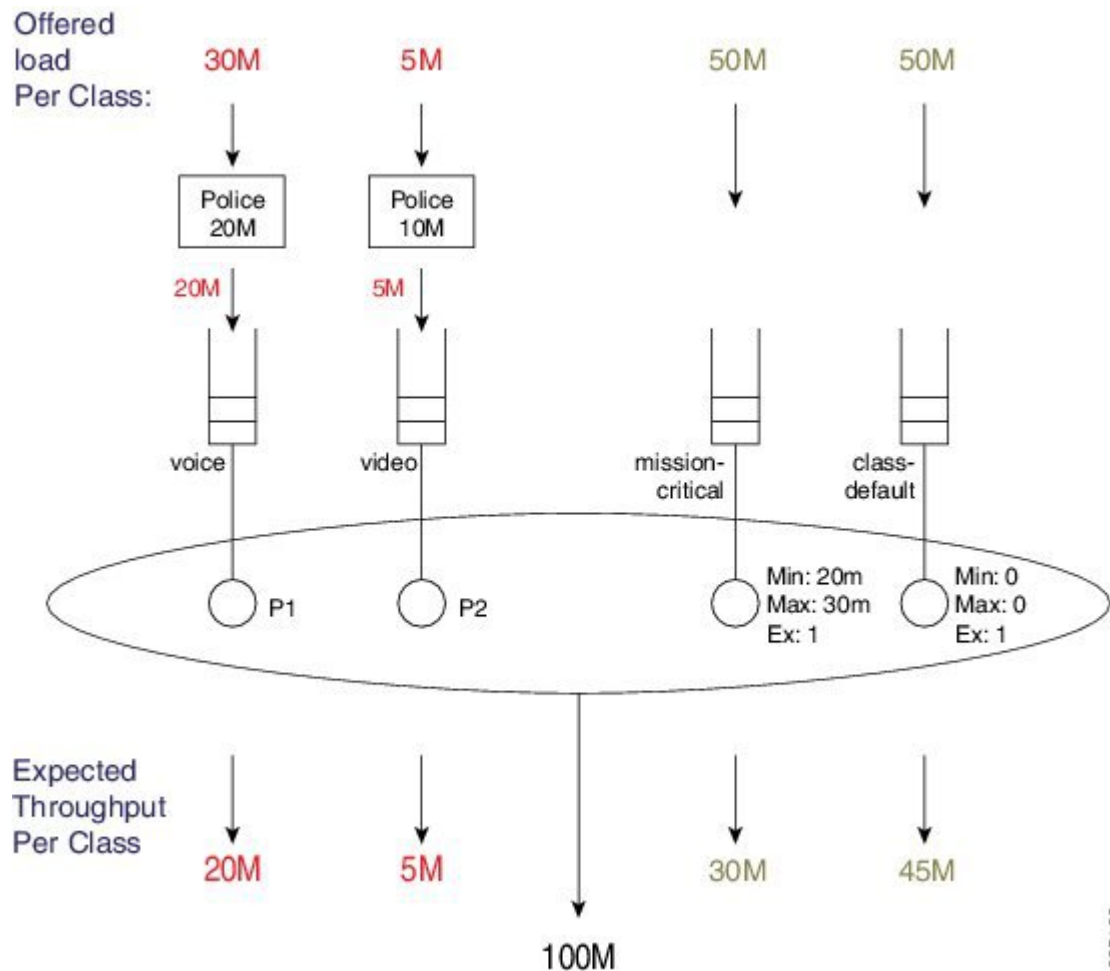 Offered
load
Per Class:
30M
5M
50M
50M
Police
20M
Police
10M
20M
5M
voice
video
mission-
critical
class-
default
P1
P2
Min: 20m
Max: 30m
Ex: 1
Min: 0
Max: 0
Ex: 1
Expected
Throughput
Per Class
20M
5M
30M
45M
100M